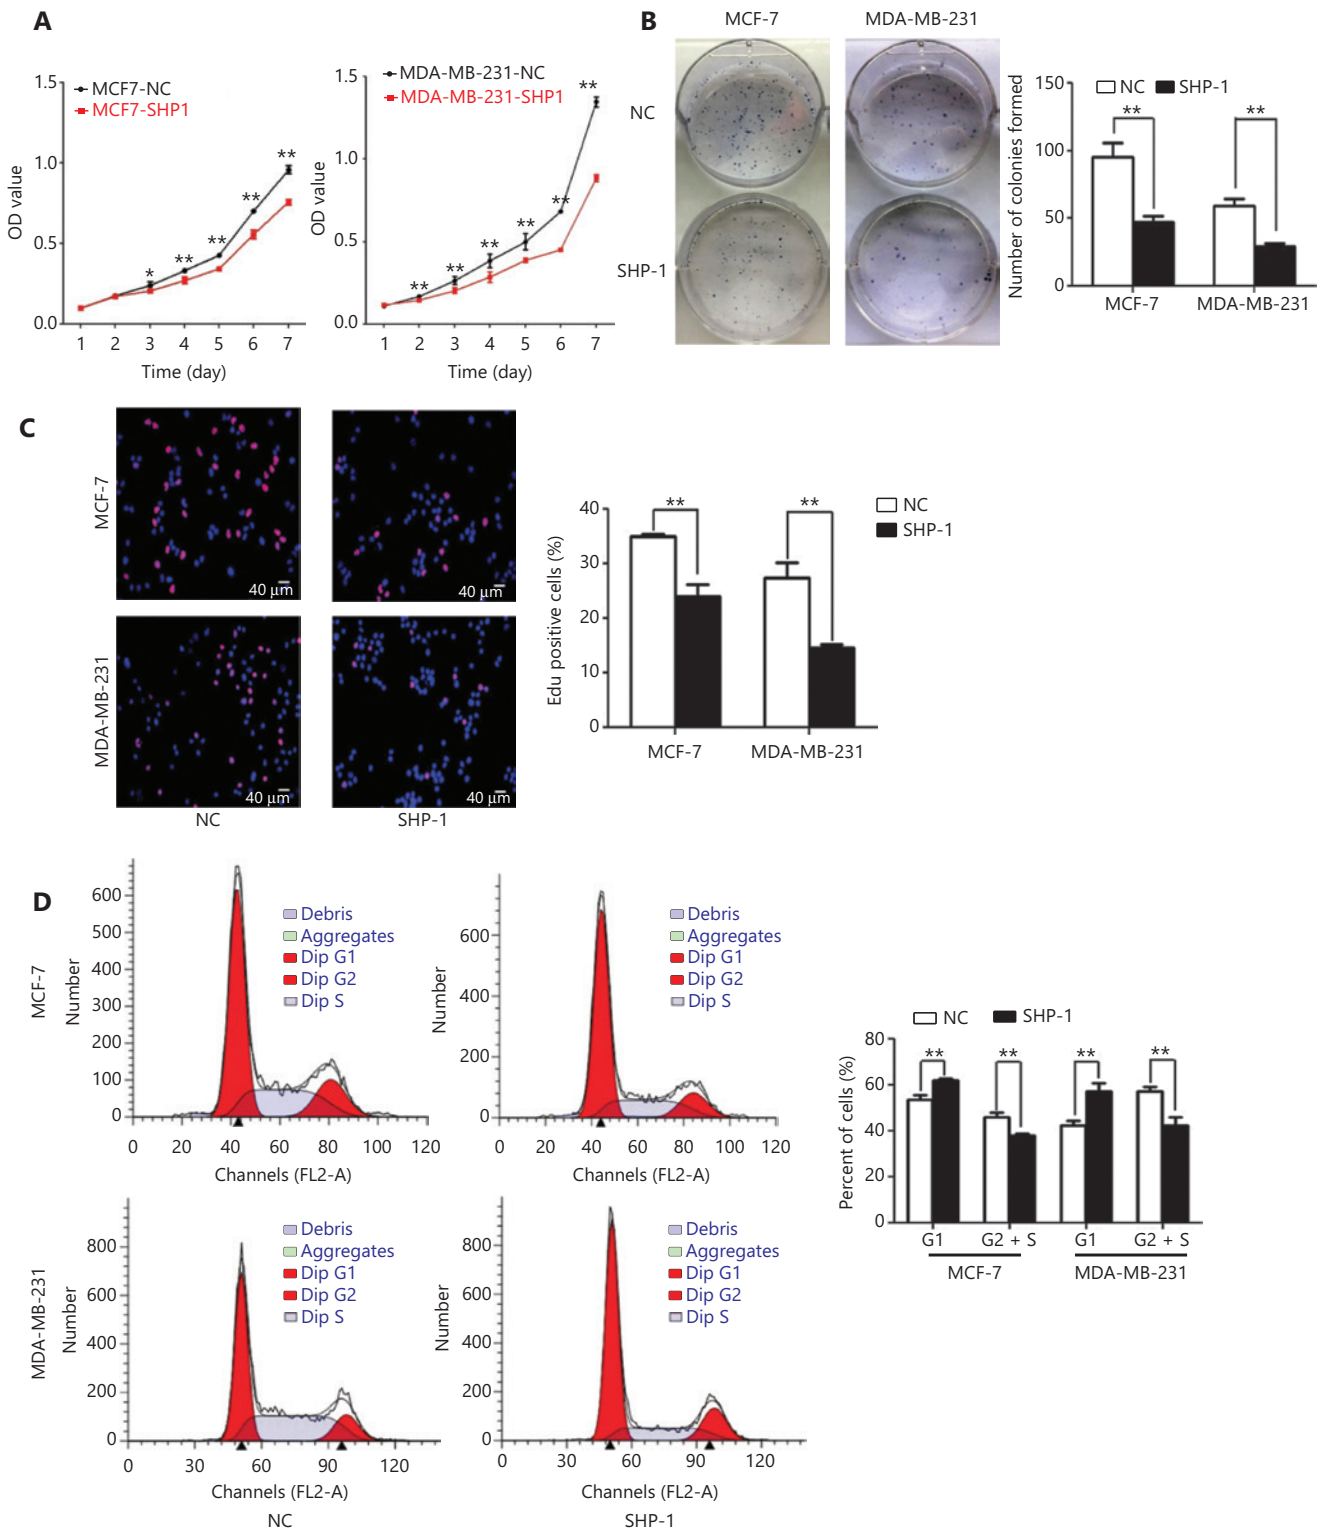 A
MCF7-NC
MCF7-SHP1
1.5
1.0
0.5
0.0
OD value
* ** ** ** **
1 2 3 4 5 6 7
Time (day)
MDA-MB-231-NC
MDA-MB-231-SHP1
1.5
1.0
0.5
0.0
OD value
** ** ** ** ** **
1 2 3 4 5 6 7
Time (day)
B
MCF-7 MDA-MB-231
NC
SHP-1
NC SHP-1
150
100
50
0
Number of colonies formed
** **
MCF-7 MDA-MB-231
C
MCF-7
40 µm 40 µm
MDA-MB-231
40 µm 40 µm
NC SHP-1
40
30
20
10
0
Edu positive cells (%)
** **
NC
SHP-1
MCF-7 MDA-MB-231
D
MCF-7
600
500
400
300
200
100
0
Number
Debris
Aggregates
Dip G1
Dip G2
Dip S
0 20 40 60 80 100 120
Channels (FL2-A)
600
400
200
0
Number
Debris
Aggregates
Dip G1
Dip G2
Dip S
0 20 40 60 80 100 120
Channels (FL2-A)
MDA-MB-231
800
600
400
200
0
Number
Debris
Aggregates
Dip G1
Dip G2
Dip S
0 30 60 90 120
Channels (FL2-A)
NC
800
600
400
200
0
Number
Debris
Aggregates
Dip G1
Dip G2
Dip S
0 30 60 90 120
Channels (FL2-A)
SHP-1
NC SHP-1
80
60
40
20
0
Percent of cells (%)
** ** ** **
G1 G2 + S G1 G2 + S
MCF-7 MDA-MB-231